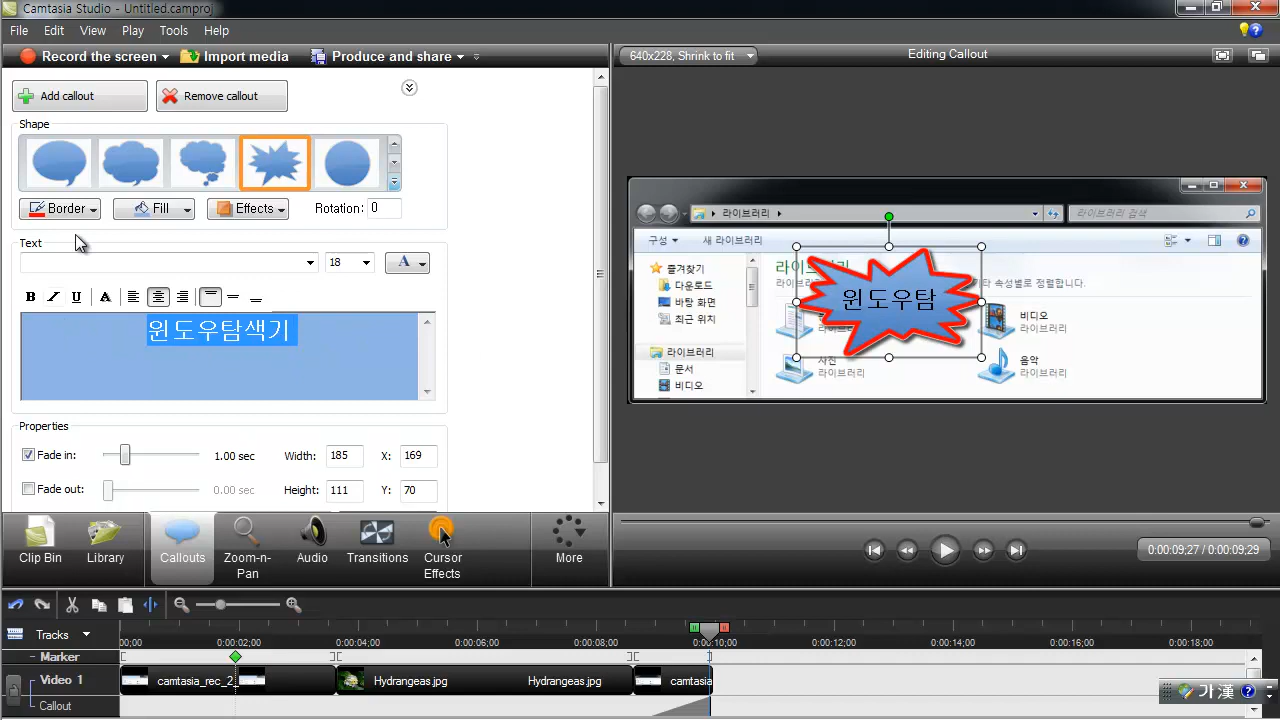 Camtasia Studio - Untitled.camproj
File Edit View Play Tools Help
Record the screen Import media Produce and share
640x228, Shrink to fit
Editing Callout
Add callout
Remove callout
Shape
Border
Fill
Effects
Rotation: 0
Text
18
A
B I U A
윈도우탐색기
Properties
Fade in: 1.00 sec Width: 185 X: 169
Fade out: 0.00 sec Height: 111 Y: 70
라이브러리
라이브러리 검색
구성 새 라이브러리
즐겨찾기
다운로드
바탕 화면
최근 위치
라이브러리
문서
비디오
라이브러리
타 속성별로 정렬합니다.
윈도우탐
비디오
라이브러리
사진
라이브러리
음악
라이브러리
Clip Bin
Library
Callouts
Zoom-n-Pan
Audio
Transitions
Cursor Effects
More
0:00:09;27 / 0:00:09;29
Tracks
00;00 0:00:02;00 0:00:04;00 0:00:06;00 0:00:08;00 0:00:10;00 0:00:12;00 0:00:14;00 0:00:16;00 0:00:18;00
Marker
Video 1
camtasia_rec_2
Hydrangeas.jpg
Hydrangeas.jpg
camtasia
Callout
가 漢